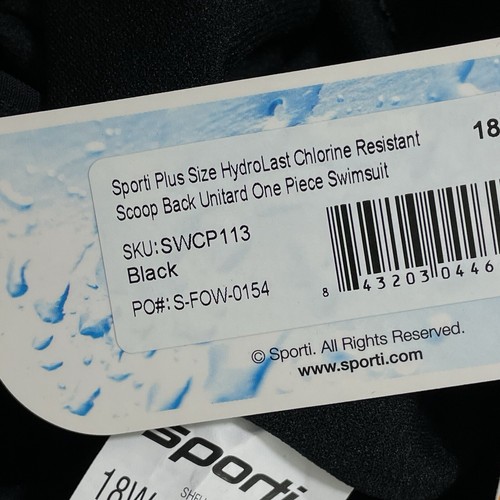 Sporti Plus Size HydroLast Chlorine Resistant
Scoop Back Unitard One Piece Swimsuit
18
SKU: SWCP113
Black
PO#: S-FOW-0154
8 43203 0446
© Sporti. All Rights Reserved.
www.sporti.com
sporti
18W
SHEL